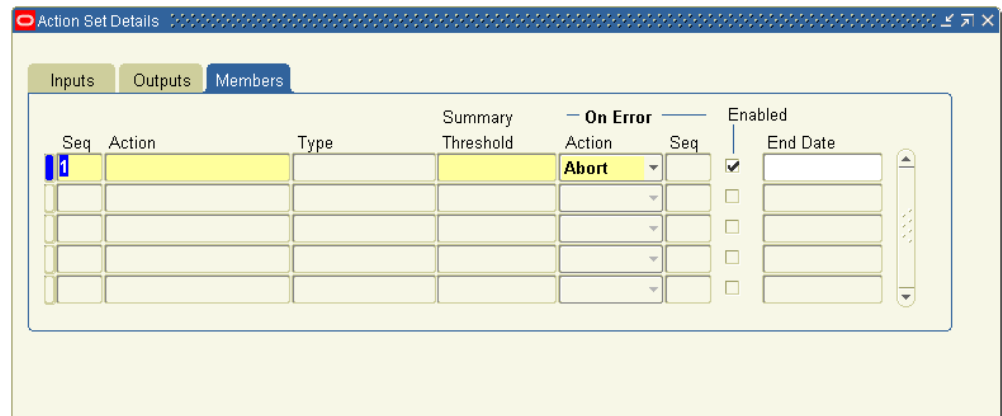 Action Set Details
Inputs Outputs Members
Summary On Error Enabled
Seq Action Type Threshold Action Seq End Date
1 Abort